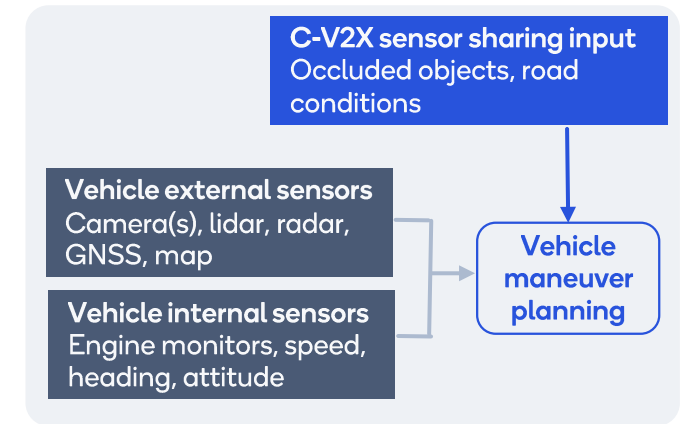 C-V2X sensor sharing input
Occluded objects, road
conditions
Vehicle external sensors
Camera(s), lidar, radar,
GNSS, map
Vehicle internal sensors
Engine monitors, speed,
heading, attitude
Vehicle
maneuver
planning